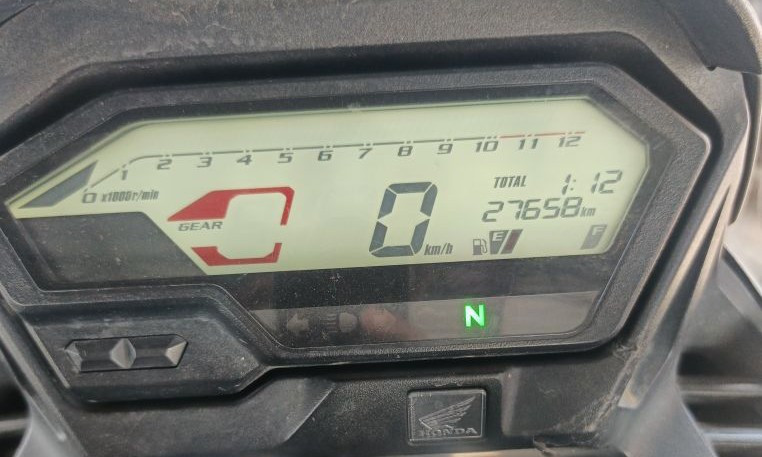 1 2 3 4 5 6 7 8 9 10 11 12
0 x1000r/min
TOTAL 1:12
27658km
GEAR
0 km/h
E F
N
HONDA